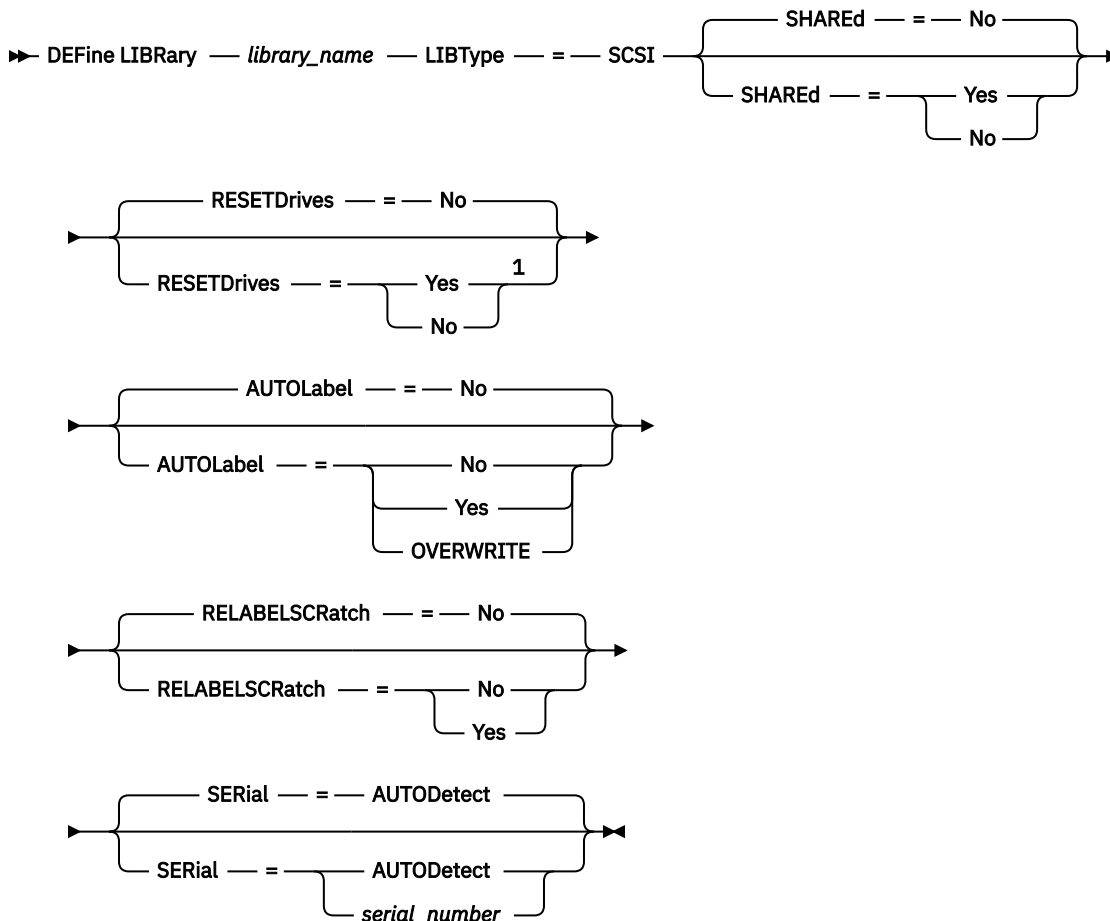 SHAREd = No
DEFine LIBRary library_name LIBType = SCSI
SHAREd = Yes
No
RESETDrives = No
RESETDrives = Yes 1
No
AUTOLabel = No
AUTOLabel = No
Yes
OVERWRITE
RELABELSCRatch = No
RELABELSCRatch = No
Yes
SERial = AUTODetect
SERial = AUTODetect
serial_number